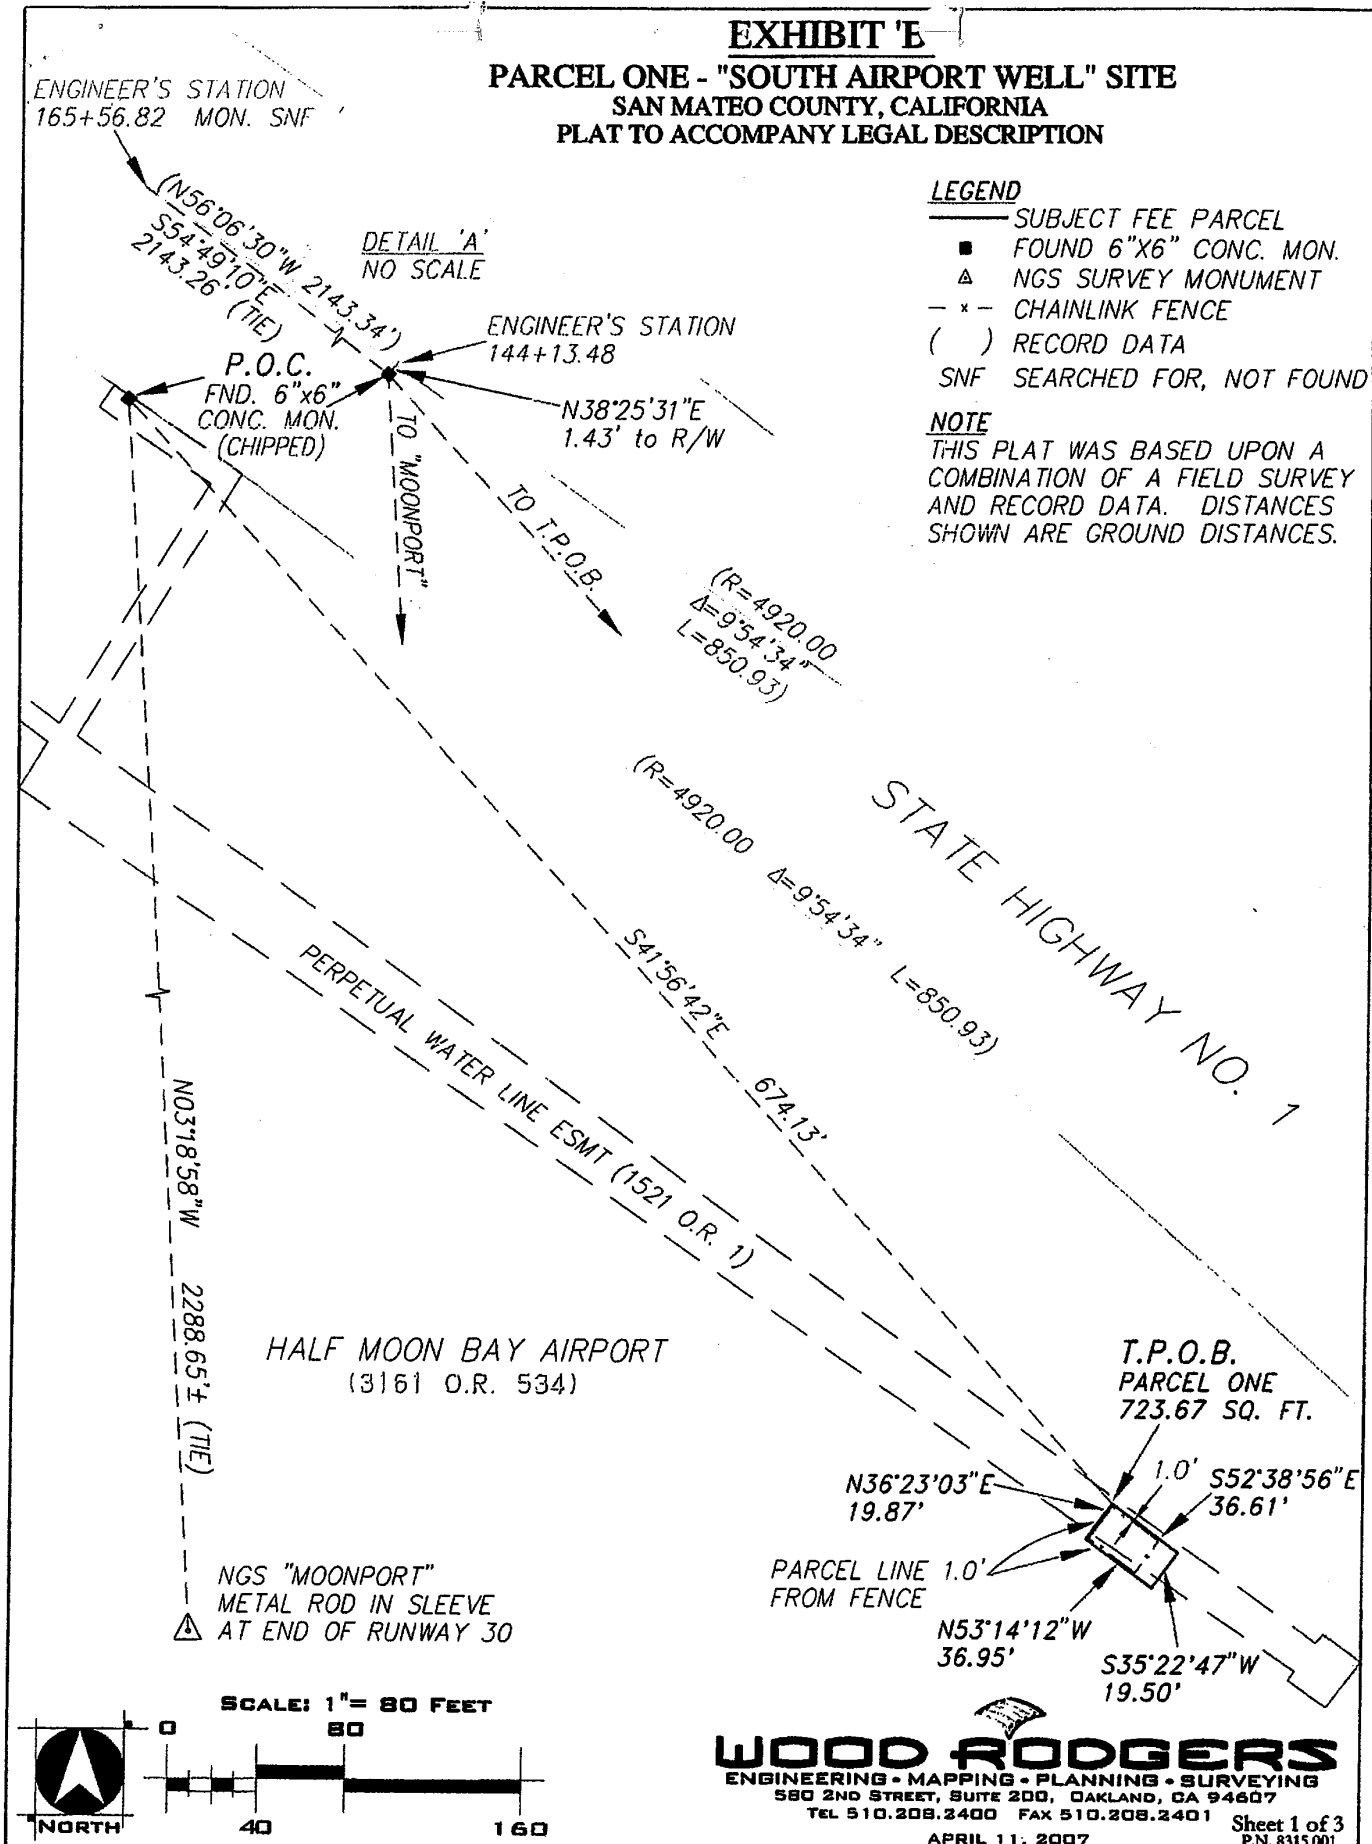 EXHIBIT 'B
PARCEL ONE - "SOUTH AIRPORT WELL" SITE
SAN MATEO COUNTY, CALIFORNIA
PLAT TO ACCOMPANY LEGAL DESCRIPTION
ENGINEER'S STATION
165+56.82 MON. SNF
(N56°06'30"W 2143.34')
S54°49'10"E
2143.26' (TIE)
DETAIL 'A'
NO SCALE
ENGINEER'S STATION
144+13.48
P.O.C.
FND. 6"x6"
CONC. MON.
(CHIPPED)
N38°25'31"E
1.43' to R/W
TO "MOONPORT"
TO T.P.O.B.
LEGEND
SUBJECT FEE PARCEL
FOUND 6"X6" CONC. MON.
NGS SURVEY MONUMENT
- x - CHAINLINK FENCE
( ) RECORD DATA
SNF SEARCHED FOR, NOT FOUND
NOTE
THIS PLAT WAS BASED UPON A
COMBINATION OF A FIELD SURVEY
AND RECORD DATA. DISTANCES
SHOWN ARE GROUND DISTANCES.
(R=4920.00
Δ=9°54'34"
L=850.93)
(R=4920.00 Δ=9°54'34" L=850.93)
STATE HIGHWAY NO. 1
S41°56'42"E 674.13'
PERPETUAL WATER LINE ESMT (1521 O.R. 1)
N03°18'58"W 2288.65'± (TIE)
HALF MOON BAY AIRPORT
(3161 O.R. 534)
T.P.O.B.
PARCEL ONE
723.67 SQ. FT.
1.0'
S52°38'56"E
36.61'
N36°23'03"E
19.87'
PARCEL LINE 1.0'
FROM FENCE
N53°14'12"W
36.95'
S35°22'47"W
19.50'
NGS "MOONPORT"
METAL ROD IN SLEEVE
AT END OF RUNWAY 30
SCALE: 1"= 80 FEET
0 80
40 160
NORTH
WOOD RODGERS
ENGINEERING • MAPPING • PLANNING • SURVEYING
580 2ND STREET, SUITE 200, OAKLAND, CA 94607
TEL 510.208.2400 FAX 510.208.2401
APRIL 11, 2007
Sheet 1 of 3
P.N. 8315.001